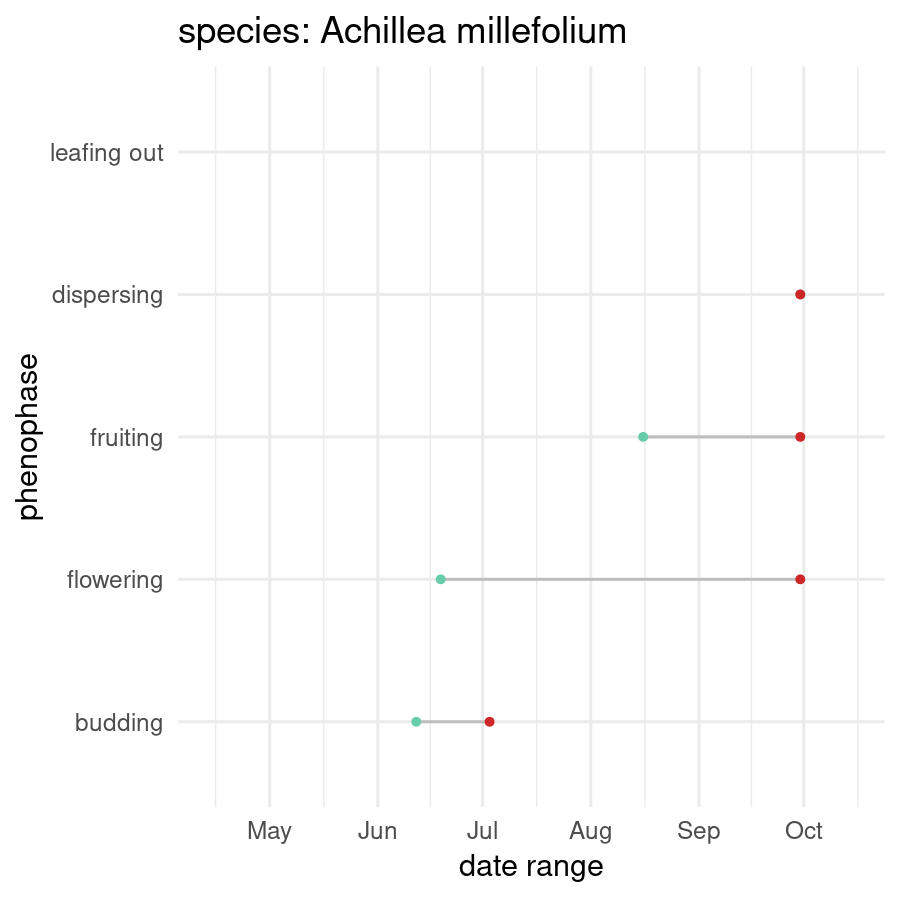 species: Achillea millefolium
leafing out
dispersing
fruiting
flowering
budding
phenophase
May Jun Jul Aug Sep Oct
date range